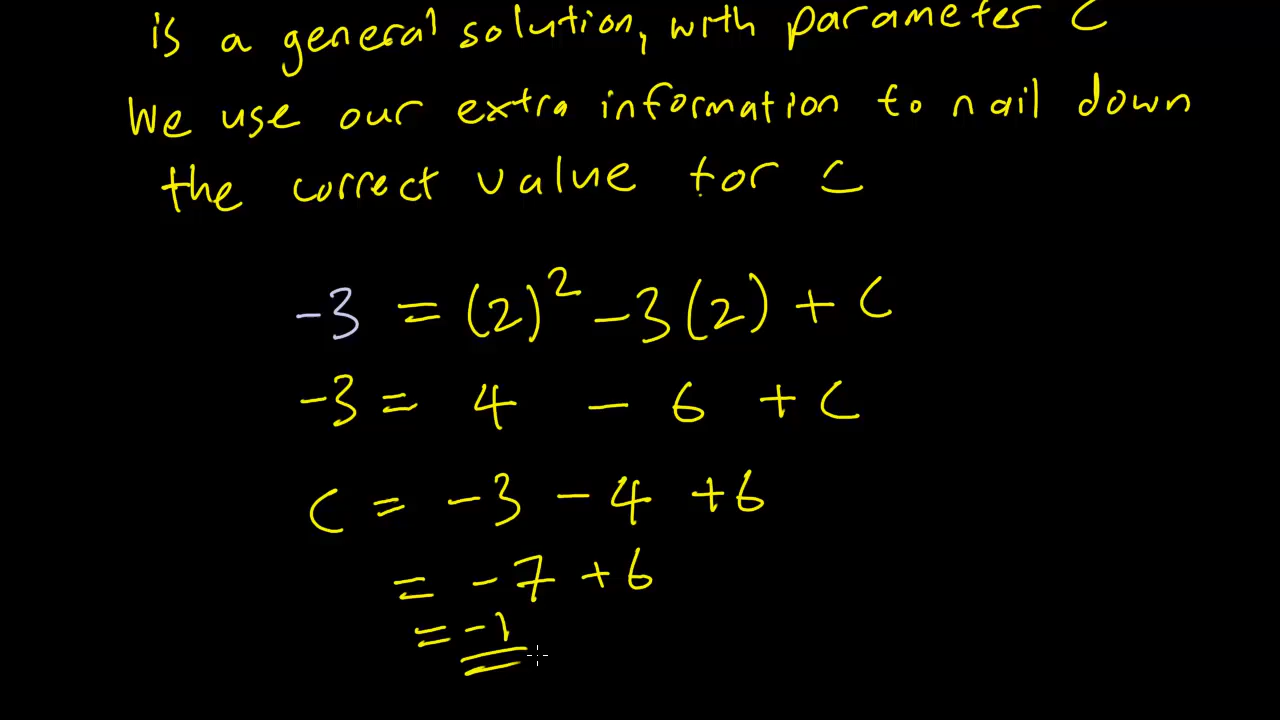 is a general solution, with parameter C
We use our extra information to nail down
the correct value for C
-3 = (2)² - 3(2) + C
-3 = 4 - 6 + C
C = -3 - 4 + 6
= -7 + 6
= -1